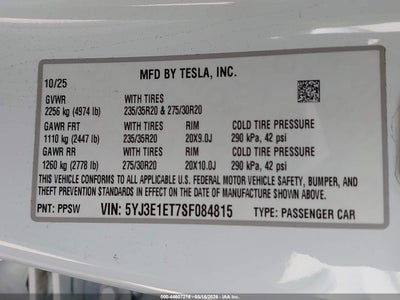 MFD BY TESLA, INC.
10/25
GVWR WITH TIRES
2256 kg (4974 lb) 235/35R20 & 275/30R20
GAWR FRT WITH TIRES RIM COLD TIRE PRESSURE
1110 kg (2447 lb) 235/35R20 20X9.0J 290 kPa, 42 psi
GAWR RR WITH TIRES RIM COLD TIRE PRESSURE
1260 kg (2778 lb) 275/30R20 20X10.0J 290 kPa, 42 psi
THIS VEHICLE CONFORMS TO ALL APPLICABLE U.S. FEDERAL MOTOR VEHICLE SAFETY, BUMPER, AND
THEFT PREVENTION STANDARDS IN EFFECT ON THE DATE OF MANUFACTURE SHOWN ABOVE.
PNT: PPSW VIN: 5YJ3E1ET7SF084815 TYPE: PASSENGER CAR